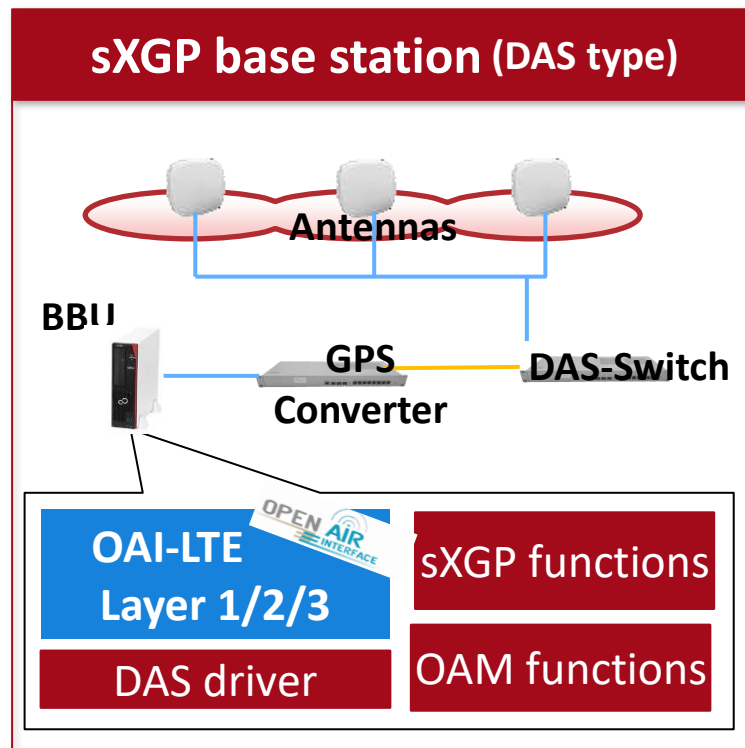 sXGP base station (DAS type)
Antennas
BBU
GPS
Converter
DAS-Switch
OPEN AIR
INTERFACE
OAI-LTE
Layer 1/2/3
sXGP functions
DAS driver
OAM functions